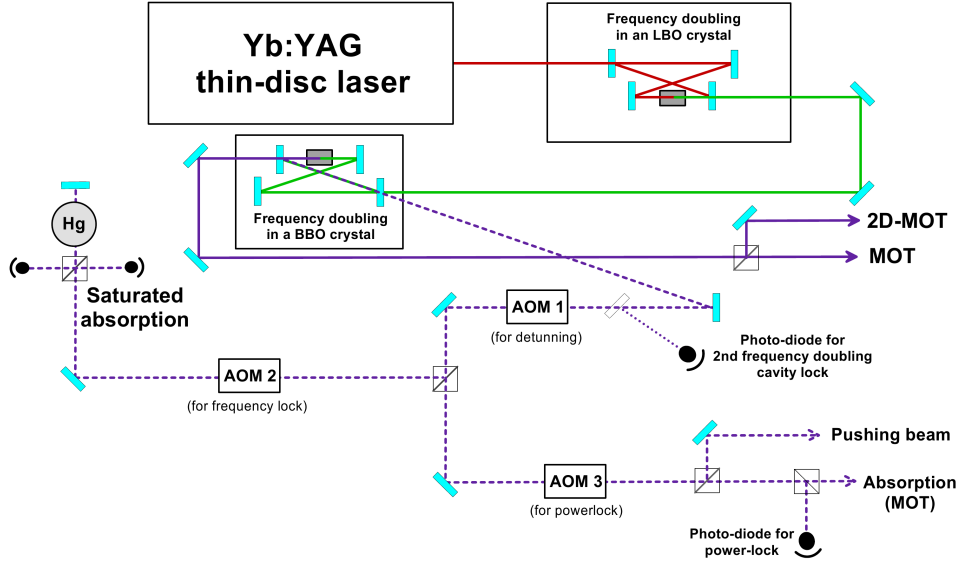 Yb:YAG
thin-disc laser
Frequency doubling
in an LBO crystal
Frequency doubling
in a BBO crystal
Hg
Saturated
absorption
2D-MOT
MOT
AOM 1
(for detunning)
Photo-diode for
2nd frequency doubling
cavity lock
AOM 2
(for frequency lock)
AOM 3
(for powerlock)
Pushing beam
Absorption
(MOT)
Photo-diode for
power-lock